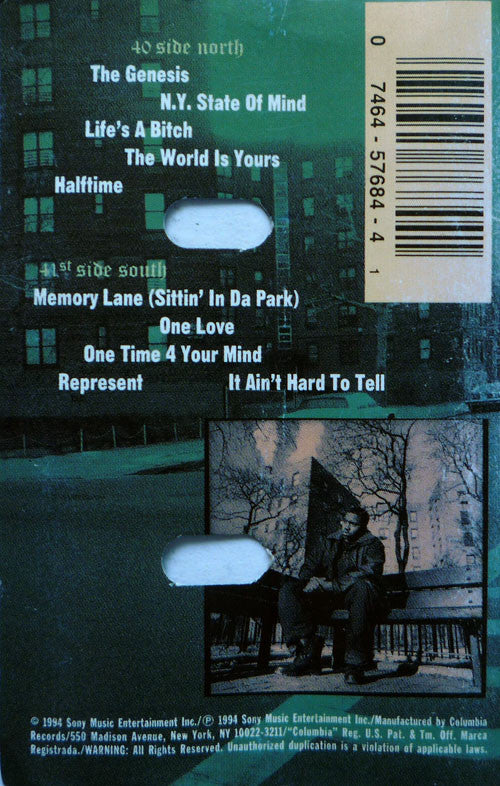 40 side north
The Genesis
N.Y. State Of Mind
Life's A Bitch
The World Is Yours
Halftime
0 7464-57684-4 1
41st side south
Memory Lane (Sittin' In Da Park)
One Love
One Time 4 Your Mind
Represent It Ain't Hard To Tell
© 1994 Sony Music Entertainment Inc./Ⓟ 1994 Sony Music Entertainment Inc./Manufactured by Columbia
Records/550 Madison Avenue, New York, NY 10022-3211/"Columbia" Reg. U.S. Pat. & Tm. Off. Marca
Registrada./WARNING: All Rights Reserved. Unauthorized duplication is a violation of applicable laws.